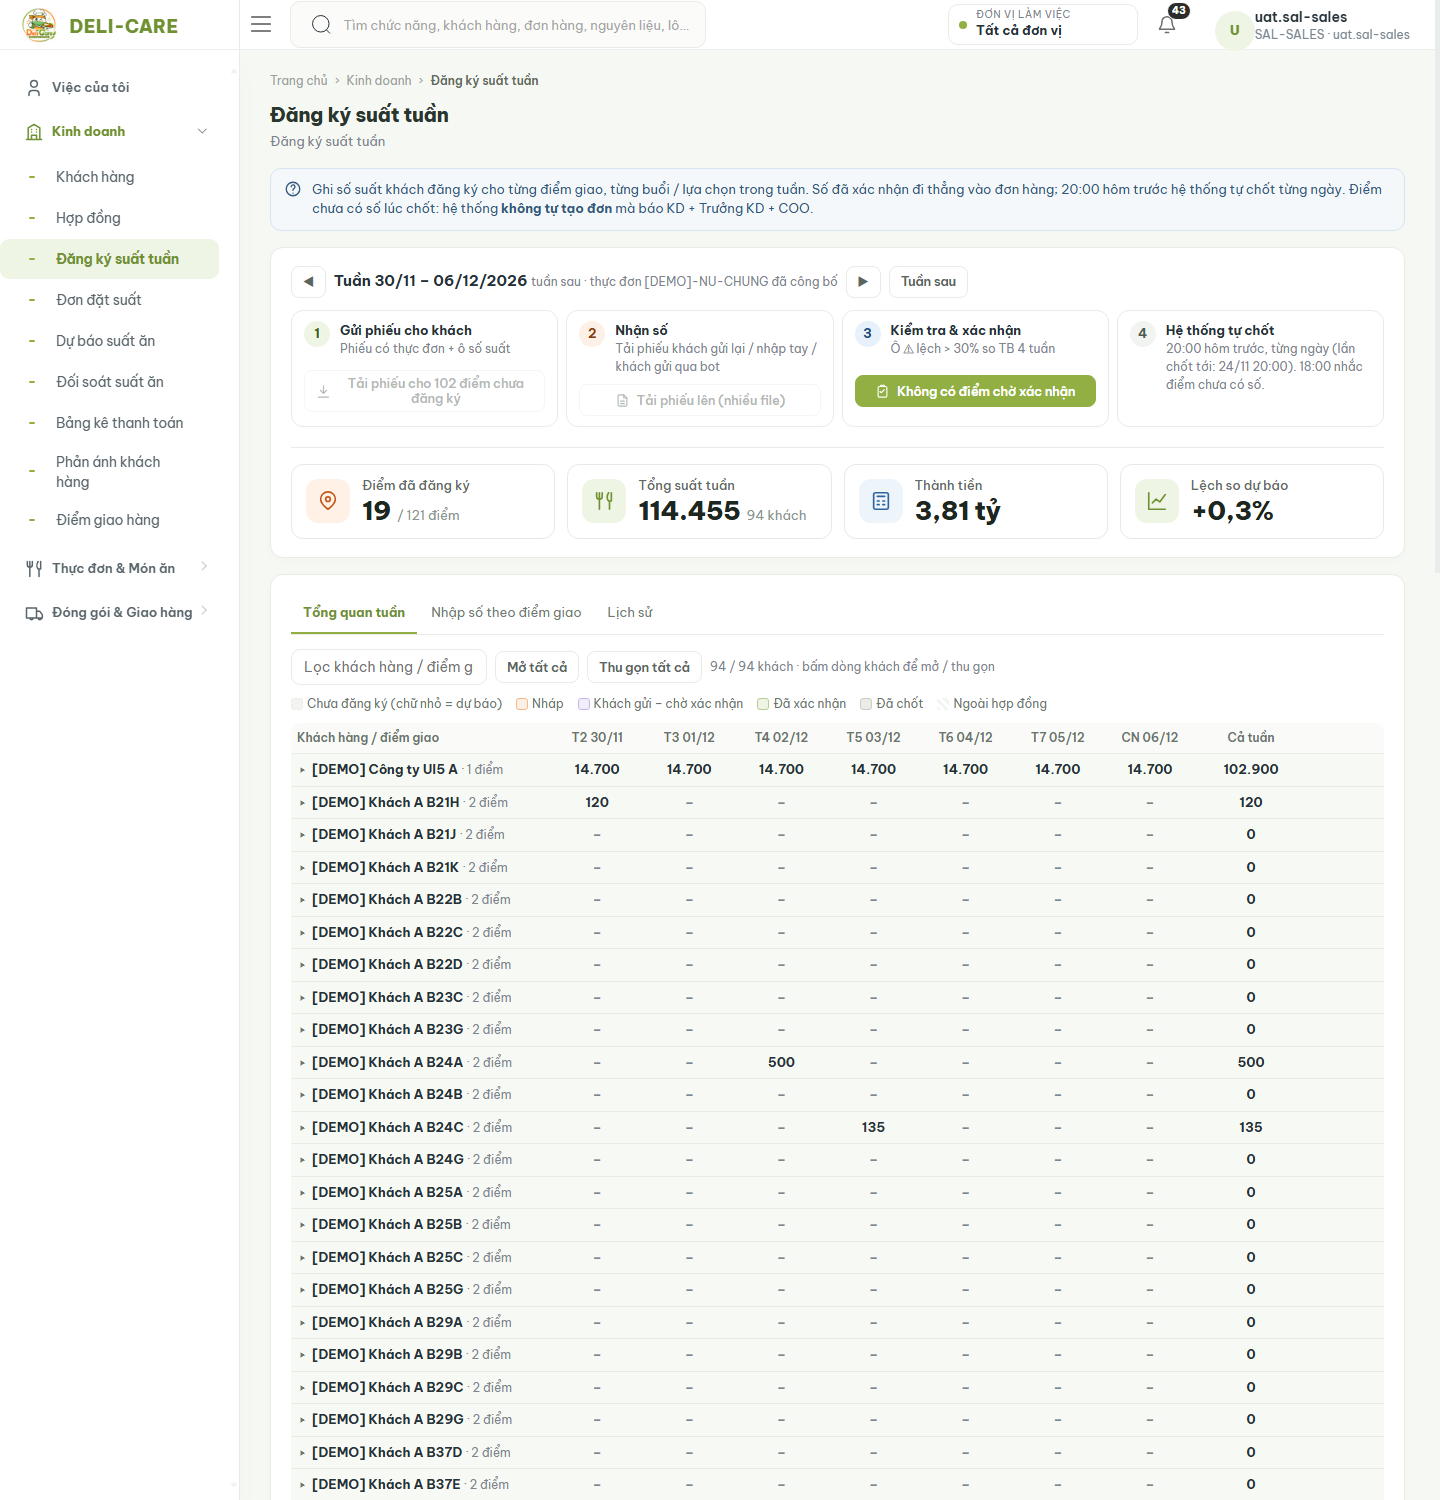 DELI-CARE
Tìm chức năng, khách hàng, đơn hàng, nguyên liệu, lô...
ĐƠN VỊ LÀM VIỆC
Tất cả đơn vị
43
U
uat.sal-sales
SAL-SALES · uat.sal-sales
Việc của tôi
Kinh doanh
Khách hàng
Hợp đồng
Đăng ký suất tuần
Đơn đặt suất
Dự báo suất ăn
Đối soát suất ăn
Bảng kê thanh toán
Phản ánh khách hàng
Điểm giao hàng
Thực đơn & Món ăn
Đóng gói & Giao hàng
Trang chủ › Kinh doanh › Đăng ký suất tuần
Đăng ký suất tuần
Đăng ký suất tuần
Ghi số suất khách đăng ký cho từng điểm giao, từng buổi / lựa chọn trong tuần. Số đã xác nhận đi thẳng vào đơn hàng; 20:00 hôm trước hệ thống tự chốt từng ngày. Điểm
chưa có số lúc chốt: hệ thống không tự tạo đơn mà báo KD + Trưởng KD + COO.
◀ Tuần 30/11 – 06/12/2026 tuần sau · thực đơn [DEMO]-NU-CHUNG đã công bố ▶ Tuần sau
1 Gửi phiếu cho khách
Phiếu có thực đơn + ô số suất
Tải phiếu cho 102 điểm chưa
đăng ký
2 Nhận số
Tải phiếu khách gửi lại / nhập tay /
khách gửi qua bot
Tải phiếu lên (nhiều file)
3 Kiểm tra & xác nhận
Ô ⚠ lệch > 30% so TB 4 tuần
Không có điểm chờ xác nhận
4 Hệ thống tự chốt
20:00 hôm trước, từng ngày (lần
chốt tới: 24/11 20:00). 18:00 nhắc
điểm chưa có số.
Điểm đã đăng ký
19 / 121 điểm
Tổng suất tuần
114.455 94 khách
Thành tiền
3,81 tỷ
Lệch so dự báo
+0,3%
Tổng quan tuần Nhập số theo điểm giao Lịch sử
Lọc khách hàng / điểm g Mở tất cả Thu gọn tất cả 94 / 94 khách · bấm dòng khách để mở / thu gọn
Chưa đăng ký (chữ nhỏ = dự báo) Nháp Khách gửi – chờ xác nhận Đã xác nhận Đã chốt Ngoài hợp đồng
Khách hàng / điểm giao T2 30/11 T3 01/12 T4 02/12 T5 03/12 T6 04/12 T7 05/12 CN 06/12 Cả tuần
▸ [DEMO] Công ty UI5 A · 1 điểm 14.700 14.700 14.700 14.700 14.700 14.700 14.700 102.900
▸ [DEMO] Khách A B21H · 2 điểm 120 – – – – – – 120
▸ [DEMO] Khách A B21J · 2 điểm – – – – – – – 0
▸ [DEMO] Khách A B21K · 2 điểm – – – – – – – 0
▸ [DEMO] Khách A B22B · 2 điểm – – – – – – – 0
▸ [DEMO] Khách A B22C · 2 điểm – – – – – – – 0
▸ [DEMO] Khách A B22D · 2 điểm – – – – – – – 0
▸ [DEMO] Khách A B23C · 2 điểm – – – – – – – 0
▸ [DEMO] Khách A B23G · 2 điểm – – – – – – – 0
▸ [DEMO] Khách A B24A · 2 điểm – – 500 – – – – 500
▸ [DEMO] Khách A B24B · 2 điểm – – – – – – – 0
▸ [DEMO] Khách A B24C · 2 điểm – – – 135 – – – 135
▸ [DEMO] Khách A B24G · 2 điểm – – – – – – – 0
▸ [DEMO] Khách A B25A · 2 điểm – – – – – – – 0
▸ [DEMO] Khách A B25B · 2 điểm – – – – – – – 0
▸ [DEMO] Khách A B25C · 2 điểm – – – – – – – 0
▸ [DEMO] Khách A B25G · 2 điểm – – – – – – – 0
▸ [DEMO] Khách A B29A · 2 điểm – – – – – – – 0
▸ [DEMO] Khách A B29B · 2 điểm – – – – – – – 0
▸ [DEMO] Khách A B29C · 2 điểm – – – – – – – 0
▸ [DEMO] Khách A B29G · 2 điểm – – – – – – – 0
▸ [DEMO] Khách A B37D · 2 điểm – – – – – – – 0
▸ [DEMO] Khách A B37E · 2 điểm – – – – – – – 0